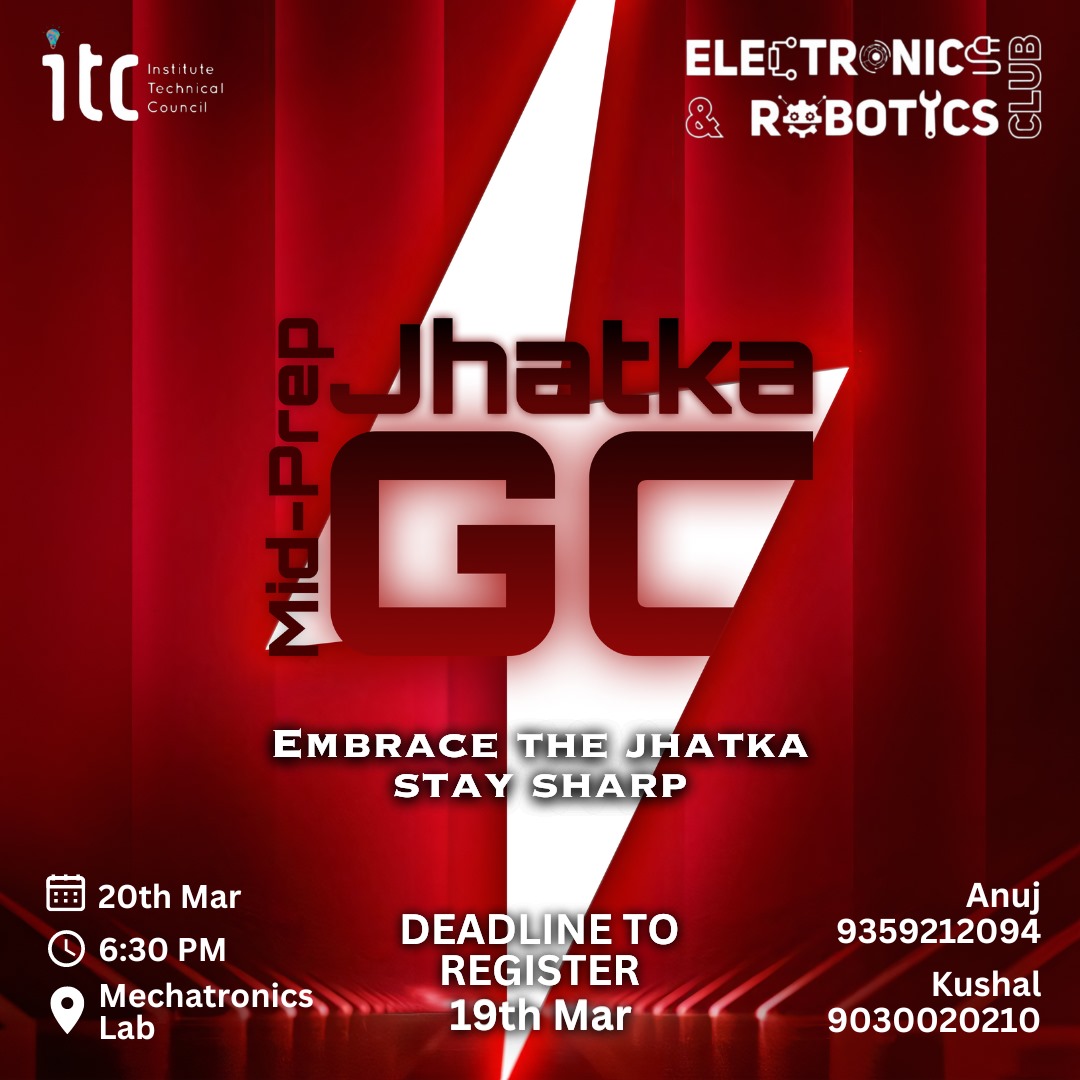 itc
Institute
Technical
Council
ELECTRONICS
& ROBOTICS
CLUB
Mid-Prep
Jhatka
GC
EMBRACE THE JHATKA
STAY SHARP
20th Mar
6:30 PM
Mechatronics
Lab
DEADLINE TO
REGISTER
19th Mar
Anuj
9359212094
Kushal
9030020210